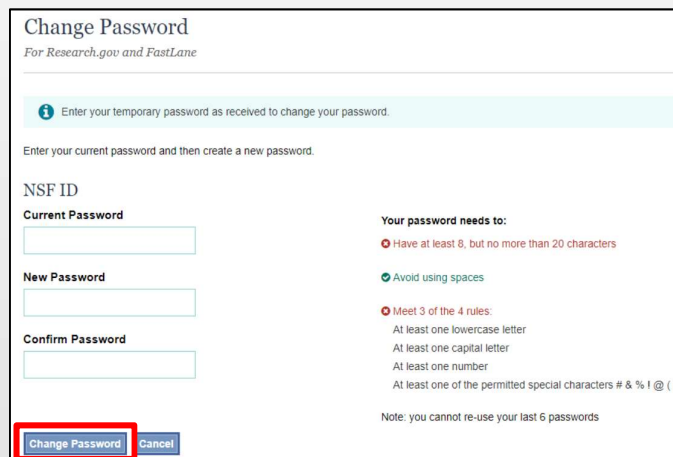 Change Password
For Research.gov and FastLane
Enter your temporary password as received to change your password.
Enter your current password and then create a new password.
NSF ID
Current Password
New Password
Confirm Password
Change Password Cancel
Your password needs to:
Have at least 8, but no more than 20 characters
Avoid using spaces
Meet 3 of the 4 rules:
At least one lowercase letter
At least one capital letter
At least one number
At least one of the permitted special characters # & % ! @ (
Note: you cannot re-use your last 6 passwords